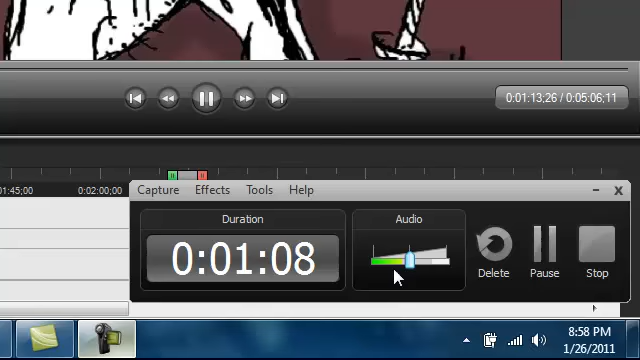 0:01:13;26 / 0:05:06;11
01:45;00 0:02:00;00
Capture Effects Tools Help
Duration
0:01:08
Audio
Delete Pause Stop
8:58 PM
1/26/2011